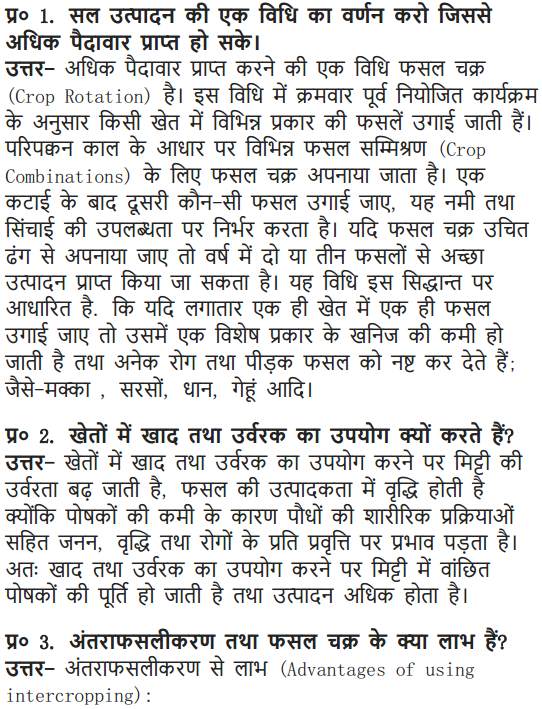 प्र० 1. सल उत्पादन की एक विधि का वर्णन करो जिससे
अधिक पैदावार प्राप्त हो सके।
उत्तर- अधिक पैदावार प्राप्त करने की एक विधि फसल चक्र
(Crop Rotation) है। इस विधि में क्रमवार पूर्व नियोजित कार्यक्रम
के अनुसार किसी खेत में विभिन्न प्रकार की फसलें उगाई जाती हैं।
परिपक्वन काल के आधार पर विभिन्न फसल सम्मिश्रण (Crop
Combinations) के लिए फसल चक्र अपनाया जाता है। एक
कटाई के बाद दूसरी कौन-सी फसल उगाई जाए, यह नमी तथा
सिंचाई की उपलब्धता पर निर्भर करता है। यदि फसल चक्र उचित
ढंग से अपनाया जाए तो वर्ष में दो या तीन फसलों से अच्छा
उत्पादन प्राप्त किया जा सकता है। यह विधि इस सिद्धान्त पर
आधारित है. कि यदि लगातार एक ही खेत में एक ही फसल
उगाई जाए तो उसमें एक विशेष प्रकार के खनिज की कमी हो
जाती है तथा अनेक रोग तथा पीड़क फसल को नष्ट कर देते हैं;
जैसे-मक्का , सरसों, धान, गेहूं आदि।
प्र० 2. खेतों में खाद तथा उर्वरक का उपयोग क्यों करते हैं?
उत्तर- खेतों में खाद तथा उर्वरक का उपयोग करने पर मिट्टी की
उर्वरता बढ़ जाती है, फसल की उत्पादकता में वृद्धि होती है
क्योंकि पोषकों की कमी के कारण पौधों की शारीरिक प्रक्रियाओं
सहित जनन, वृद्धि तथा रोगों के प्रति प्रवृत्ति पर प्रभाव पड़ता है।
अतः खाद तथा उर्वरक का उपयोग करने पर मिट्टी में वांछित
पोषकों की पूर्ति हो जाती है तथा उत्पादन अधिक होता है।
प्र० 3. अंतराफसलीकरण तथा फसल चक्र के क्या लाभ हैं?
उत्तर- अंतराफसलीकरण से लाभ (Advantages of using
intercropping):